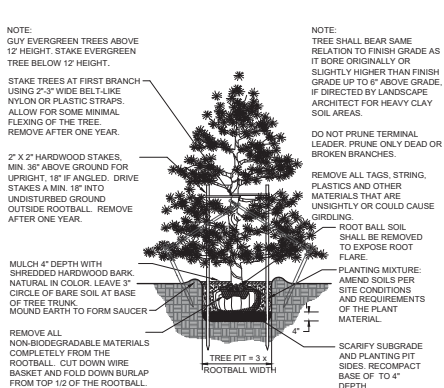 NOTE:
GUY EVERGREEN TREES ABOVE
12' HEIGHT. STAKE EVERGREEN
TREE BELOW 12' HEIGHT.
STAKE TREES AT FIRST BRANCH
USING 2"-3" WIDE BELT-LIKE
NYLON OR PLASTIC STRAPS.
ALLOW FOR SOME MINIMAL
FLEXING OF THE TREE.
REMOVE AFTER ONE YEAR.
2" X 2" HARDWOOD STAKES,
MIN. 36" ABOVE GROUND FOR
UPRIGHT, 18" IF ANGLED. DRIVE
STAKES A MIN. 18" INTO
UNDISTURBED GROUND
OUTSIDE ROOTBALL. REMOVE
AFTER ONE YEAR.
MULCH 4" DEPTH WITH
SHREDDED HARDWOOD BARK.
NATURAL IN COLOR. LEAVE 3"
CIRCLE OF BARE SOIL AT BASE
OF TREE TRUNK.
MOUND EARTH TO FORM SAUCER
REMOVE ALL
NON-BIODEGRADABLE MATERIALS
COMPLETELY FROM THE
ROOTBALL. CUT DOWN WIRE
BASKET AND FOLD DOWN BURLAP
FROM TOP 1/2 OF THE ROOTBALL.
TREE PIT = 3 x
ROOTBALL WIDTH
4"
NOTE:
TREE SHALL BEAR SAME
RELATION TO FINISH GRADE AS
IT BORE ORIGINALLY OR
SLIGHTLY HIGHER THAN FINISH
GRADE UP TO 6" ABOVE GRADE,
IF DIRECTED BY LANDSCAPE
ARCHITECT FOR HEAVY CLAY
SOIL AREAS.
DO NOT PRUNE TERMINAL
LEADER. PRUNE ONLY DEAD OR
BROKEN BRANCHES.
REMOVE ALL TAGS, STRING,
PLASTICS AND OTHER
MATERIALS THAT ARE
UNSIGHTLY OR COULD CAUSE
GIRDLING.
ROOT BALL SOIL
SHALL BE REMOVED
TO EXPOSE ROOT
FLARE.
PLANTING MIXTURE:
AMEND SOILS PER
SITE CONDITIONS
AND REQUIREMENTS
OF THE PLANT
MATERIAL.
SCARIFY SUBGRADE
AND PLANTING PIT
SIDES. RECOMPACT
BASE OF TO 4"
DEPTH.